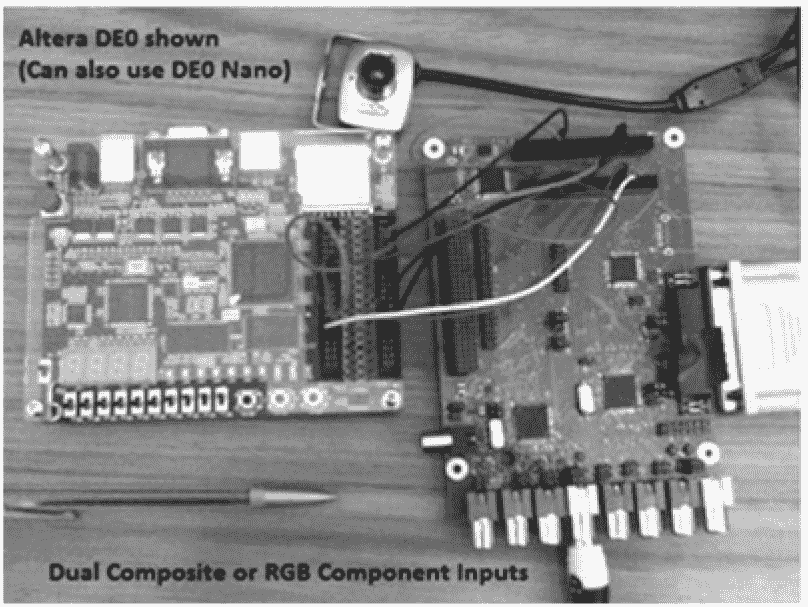 Altera DE0 shown
(Can also use DE0 Nano)
Dual Composite or RGB Component Inputs